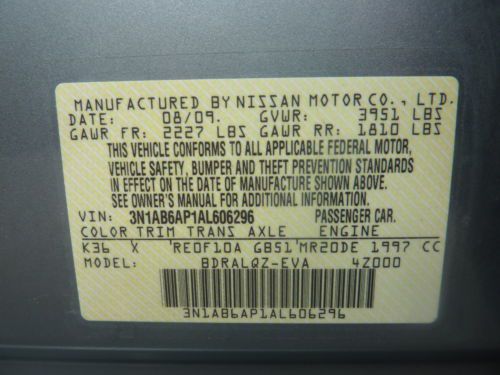 MANUFACTURED BY NISSAN MOTOR CO., LTD.
DATE: 08/09. GVWR: 3951 LBS
GAWR FR: 2227 LBS GAWR RR: 1810 LBS
THIS VEHICLE CONFORMS TO ALL APPLICABLE FEDERAL MOTOR,
VEHICLE SAFETY, BUMPER AND THEFT PREVENTION STANDARDS
IN EFFECT ON THE DATE OF MANUFACTURE SHOWN ABOVE.
SEE OWNER'S MANUAL FOR ADDITIONAL INFORMATION.
VIN: 3N1AB6AP1AL606296 PASSENGER CAR.
COLOR TRIM TRANS AXLE ENGINE
K36 X 'RE0F10A GB51'MR20DE 1997 CC
MODEL: BDRALQZ-EVA 4Z000
3N1AB6AP1AL606296